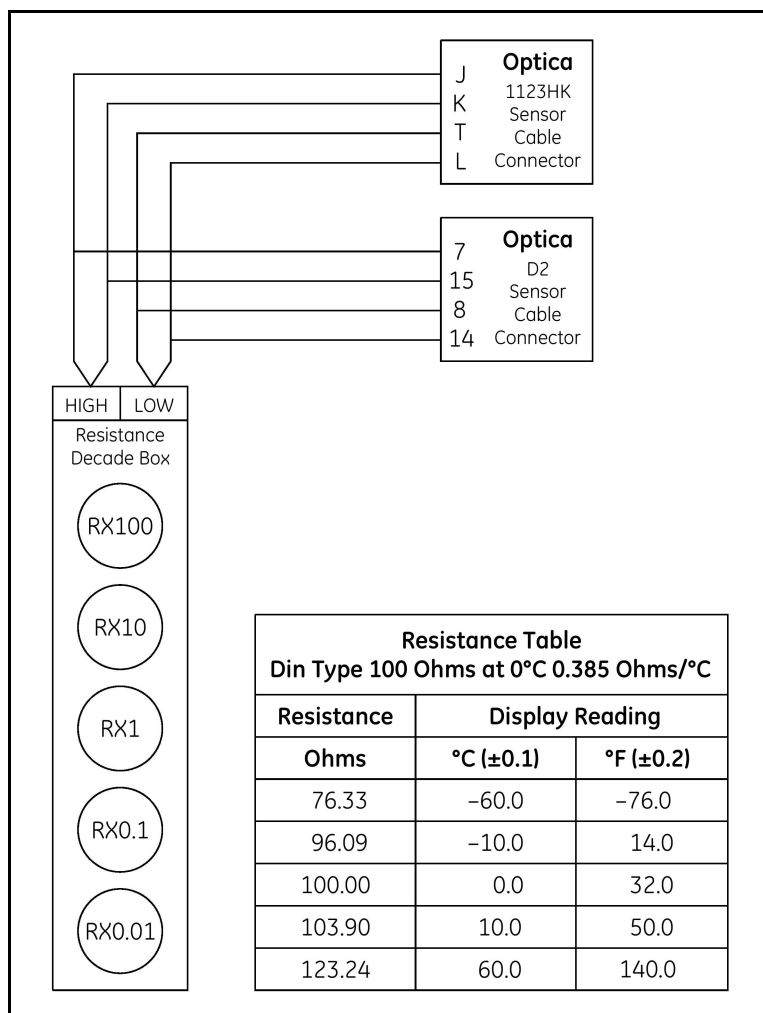 J
K
T
L
Optica
1123HK
Sensor
Cable
Connector
7
15
8
14
Optica
D2
Sensor
Cable
Connector
HIGH LOW
Resistance
Decade Box
RX100
RX10
RX1
RX0.1
RX0.01
Resistance Table
Din Type 100 Ohms at 0°C 0.385 Ohms/°C
Resistance Display Reading
Ohms °C (±0.1) °F (±0.2)
76.33 –60.0 –76.0
96.09 –10.0 14.0
100.00 0.0 32.0
103.90 10.0 50.0
123.24 60.0 140.0